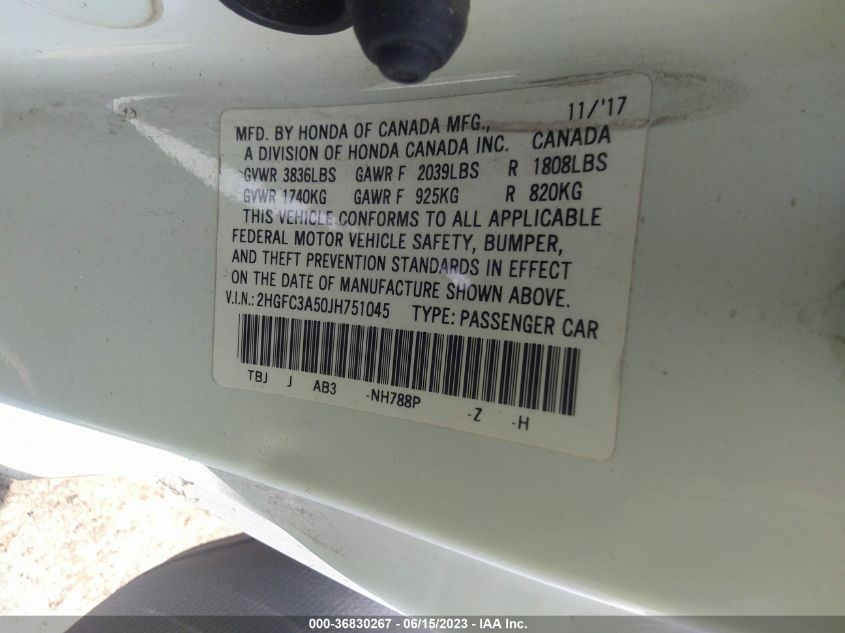 11/'17
MFD. BY HONDA OF CANADA MFG., CANADA
A DIVISION OF HONDA CANADA INC.
GVWR 3836LBS GAWR F 2039LBS R 1808LBS
GVWR 1740KG GAWR F 925KG R 820KG
THIS VEHICLE CONFORMS TO ALL APPLICABLE
FEDERAL MOTOR VEHICLE SAFETY, BUMPER,
AND THEFT PREVENTION STANDARDS IN EFFECT
ON THE DATE OF MANUFACTURE SHOWN ABOVE.
V.I.N.: 2HGFC3A50JH751045 TYPE: PASSENGER CAR
TBJ J AB3 -NH788P -Z -H
000-36830267 - 06/15/2023 - IAA Inc.